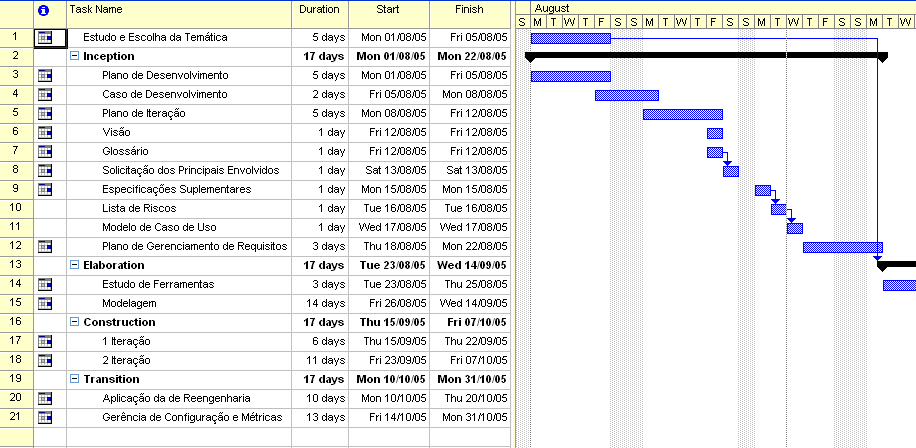 Task Name Duration Start Finish August
S M T W T F S S M T W T F S S M T W T F S S M T W
1 Estudo e Escolha da Temática 5 days Mon 01/08/05 Fri 05/08/05
2 Inception 17 days Mon 01/08/05 Mon 22/08/05
3 Plano de Desenvolvimento 5 days Mon 01/08/05 Fri 05/08/05
4 Caso de Desenvolvimento 2 days Fri 05/08/05 Mon 08/08/05
5 Plano de Iteração 5 days Mon 08/08/05 Fri 12/08/05
6 Visão 1 day Fri 12/08/05 Fri 12/08/05
7 Glossário 1 day Fri 12/08/05 Fri 12/08/05
8 Solicitação dos Principais Envolvidos 1 day Sat 13/08/05 Sat 13/08/05
9 Especificações Suplementares 1 day Mon 15/08/05 Mon 15/08/05
10 Lista de Riscos 1 day Tue 16/08/05 Tue 16/08/05
11 Modelo de Caso de Uso 1 day Wed 17/08/05 Wed 17/08/05
12 Plano de Gerenciamento de Requisitos 3 days Thu 18/08/05 Mon 22/08/05
13 Elaboration 17 days Tue 23/08/05 Wed 14/09/05
14 Estudo de Ferramentas 3 days Tue 23/08/05 Thu 25/08/05
15 Modelagem 14 days Fri 26/08/05 Wed 14/09/05
16 Construction 17 days Thu 15/09/05 Fri 07/10/05
17 1 Iteração 6 days Thu 15/09/05 Thu 22/09/05
18 2 Iteração 11 days Fri 23/09/05 Fri 07/10/05
19 Transition 17 days Mon 10/10/05 Mon 31/10/05
20 Aplicação da de Reengenharia 10 days Mon 10/10/05 Thu 20/10/05
21 Gerência de Configuração e Métricas 13 days Fri 14/10/05 Mon 31/10/05